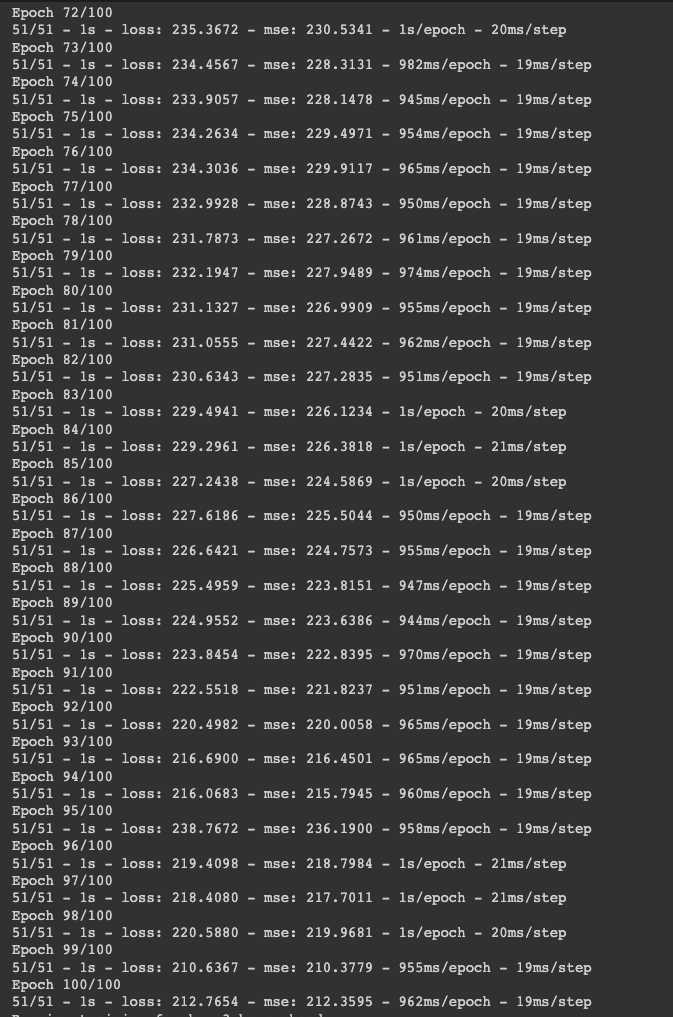 Epoch 72/100
51/51 - 1s - loss: 235.3672 - mse: 230.5341 - 1s/epoch - 20ms/step
Epoch 73/100
51/51 - 1s - loss: 234.4567 - mse: 228.3131 - 982ms/epoch - 19ms/step
Epoch 74/100
51/51 - 1s - loss: 233.9057 - mse: 228.1478 - 945ms/epoch - 19ms/step
Epoch 75/100
51/51 - 1s - loss: 234.2634 - mse: 229.4971 - 954ms/epoch - 19ms/step
Epoch 76/100
51/51 - 1s - loss: 234.3036 - mse: 229.9117 - 965ms/epoch - 19ms/step
Epoch 77/100
51/51 - 1s - loss: 232.9928 - mse: 228.8743 - 950ms/epoch - 19ms/step
Epoch 78/100
51/51 - 1s - loss: 231.7873 - mse: 227.2672 - 961ms/epoch - 19ms/step
Epoch 79/100
51/51 - 1s - loss: 232.1947 - mse: 227.9489 - 974ms/epoch - 19ms/step
Epoch 80/100
51/51 - 1s - loss: 231.1327 - mse: 226.9909 - 955ms/epoch - 19ms/step
Epoch 81/100
51/51 - 1s - loss: 231.0555 - mse: 227.4422 - 962ms/epoch - 19ms/step
Epoch 82/100
51/51 - 1s - loss: 230.6343 - mse: 227.2835 - 951ms/epoch - 19ms/step
Epoch 83/100
51/51 - 1s - loss: 229.4941 - mse: 226.1234 - 1s/epoch - 20ms/step
Epoch 84/100
51/51 - 1s - loss: 229.2961 - mse: 226.3818 - 1s/epoch - 21ms/step
Epoch 85/100
51/51 - 1s - loss: 227.2438 - mse: 224.5869 - 1s/epoch - 20ms/step
Epoch 86/100
51/51 - 1s - loss: 227.6186 - mse: 225.5044 - 950ms/epoch - 19ms/step
Epoch 87/100
51/51 - 1s - loss: 226.6421 - mse: 224.7573 - 955ms/epoch - 19ms/step
Epoch 88/100
51/51 - 1s - loss: 225.4959 - mse: 223.8151 - 947ms/epoch - 19ms/step
Epoch 89/100
51/51 - 1s - loss: 224.9552 - mse: 223.6386 - 944ms/epoch - 19ms/step
Epoch 90/100
51/51 - 1s - loss: 223.8454 - mse: 222.8395 - 970ms/epoch - 19ms/step
Epoch 91/100
51/51 - 1s - loss: 222.5518 - mse: 221.8237 - 951ms/epoch - 19ms/step
Epoch 92/100
51/51 - 1s - loss: 220.4982 - mse: 220.0058 - 965ms/epoch - 19ms/step
Epoch 93/100
51/51 - 1s - loss: 216.6900 - mse: 216.4501 - 965ms/epoch - 19ms/step
Epoch 94/100
51/51 - 1s - loss: 216.0683 - mse: 215.7945 - 960ms/epoch - 19ms/step
Epoch 95/100
51/51 - 1s - loss: 238.7672 - mse: 236.1900 - 958ms/epoch - 19ms/step
Epoch 96/100
51/51 - 1s - loss: 219.4098 - mse: 218.7984 - 1s/epoch - 21ms/step
Epoch 97/100
51/51 - 1s - loss: 218.4080 - mse: 217.7011 - 1s/epoch - 21ms/step
Epoch 98/100
51/51 - 1s - loss: 220.5880 - mse: 219.9681 - 1s/epoch - 20ms/step
Epoch 99/100
51/51 - 1s - loss: 210.6367 - mse: 210.3779 - 955ms/epoch - 19ms/step
Epoch 100/100
51/51 - 1s - loss: 212.7654 - mse: 212.3595 - 962ms/epoch - 19ms/step